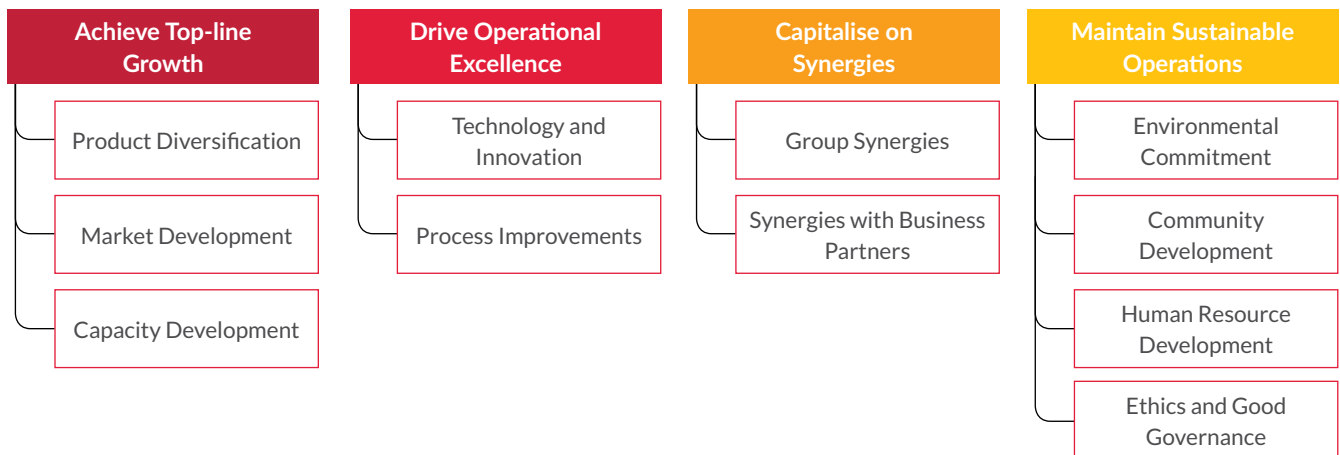 Achieve Top-line
Growth
Product Diversification
Market Development
Capacity Development
Drive Operational
Excellence
Technology and
Innovation
Process Improvements
Capitalise on
Synergies
Group Synergies
Synergies with Business
Partners
Maintain Sustainable
Operations
Environmental
Commitment
Community
Development
Human Resource
Development
Ethics and Good
Governance